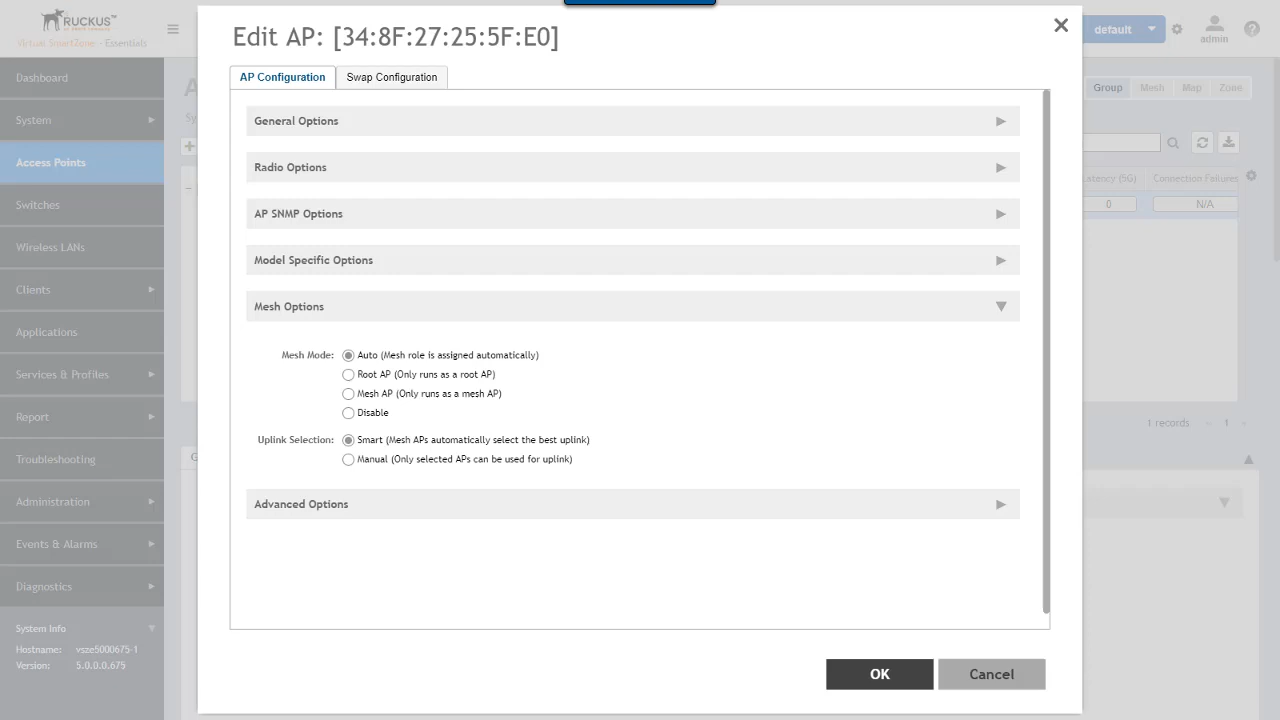 RUCKUS™
Virtual SmartZone - Essentials
Edit AP: [34:8F:27:25:5F:E0]
default
admin
AP Configuration
Swap Configuration
Dashboard
System
Access Points
Switches
Wireless LANs
Clients
Applications
Services & Profiles
Report
Troubleshooting
Administration
Events & Alarms
Diagnostics
System Info
Hostname: vsze5000675-1
Version: 5.0.0.0.675
General Options
Radio Options
AP SNMP Options
Model Specific Options
Mesh Options
Mesh Mode: Auto (Mesh role is assigned automatically)
Root AP (Only runs as a root AP)
Mesh AP (Only runs as a mesh AP)
Disable
Uplink Selection: Smart (Mesh APs automatically select the best uplink)
Manual (Only selected APs can be used for uplink)
Advanced Options
OK
Cancel
Group
Mesh
Map
Zone
(5G)
Connection Failures
0
N/A
1 records
1